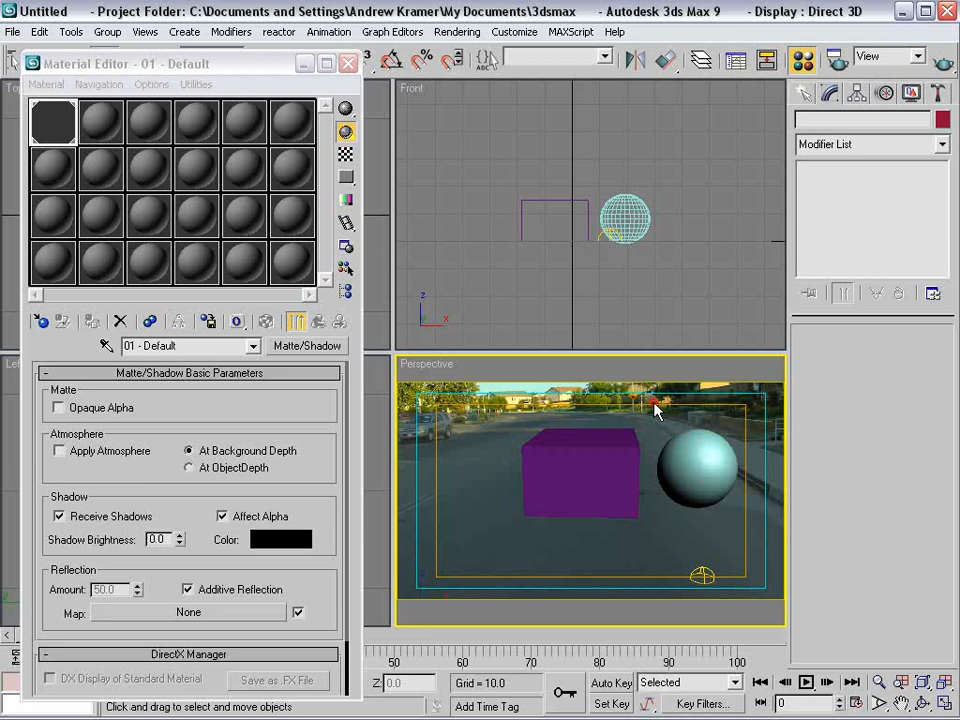 Untitled - Project Folder: C:\Documents and Settings\Andrew Kramer\My Documents\3dsmax - Autodesk 3ds Max 9 - Display : Direct 3D
File Edit Tools Group Views Create Modifiers reactor Animation Graph Editors Rendering Customize MAXScript Help
Material Editor - 01 - Default
3
%
View
Material Navigation Options Utilities
Front
Modifier List
z
x
01 - Default
Matte/Shadow
Perspective
Matte/Shadow Basic Parameters
Matte
Opaque Alpha
Atmosphere
Apply Atmosphere
At Background Depth
At ObjectDepth
Shadow
Receive Shadows
Affect Alpha
Shadow Brightness: 0.0
Color:
Reflection
Amount: 50.0
Additive Reflection
Map: None
DirectX Manager
DX Display of Standard Material
Save as .FX File
50 60 70 80 90 100
Z: 0.0
Grid = 10.0
Auto Key
Selected
Add Time Tag
Set Key
Key Filters...
0
Click and drag to select and move objects